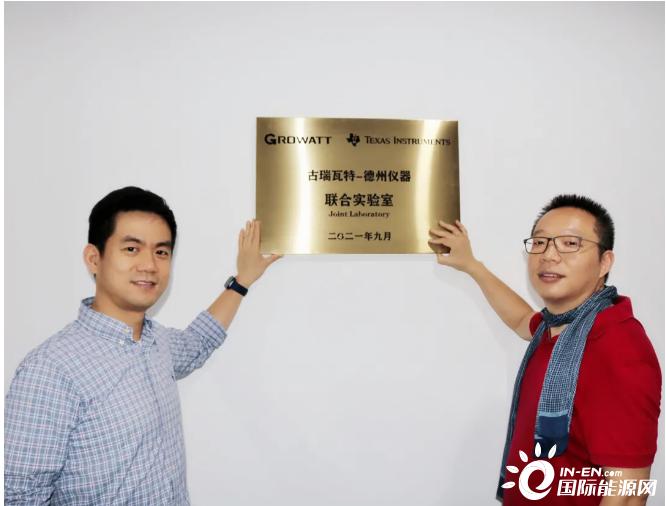 GROWATT TEXAS INSTRUMENTS
古瑞瓦特-德州仪器
联合实验室
Joint Laboratory
二〇二一年九月
IN-EN.com
国际能源网